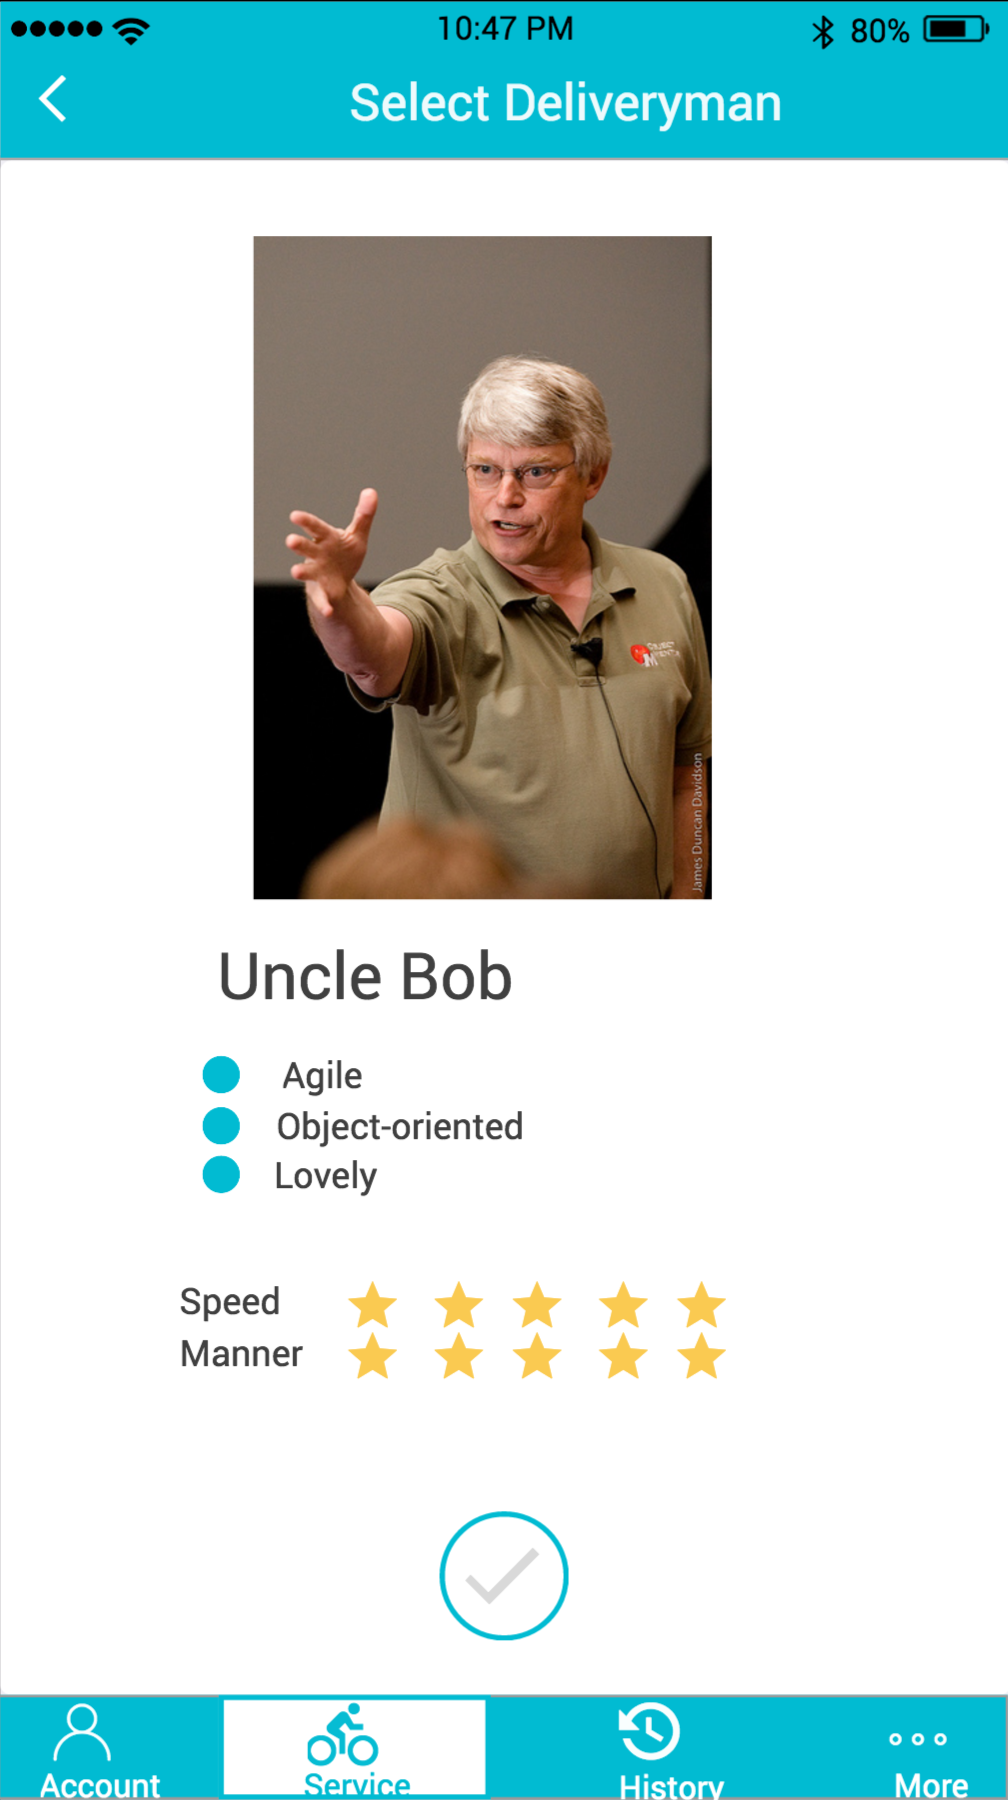 10:47 PM
80%
Select Deliveryman
James Duncan Davidson
Uncle Bob
Agile
Object-oriented
Lovely
Speed
Manner
Account
Service
History
More